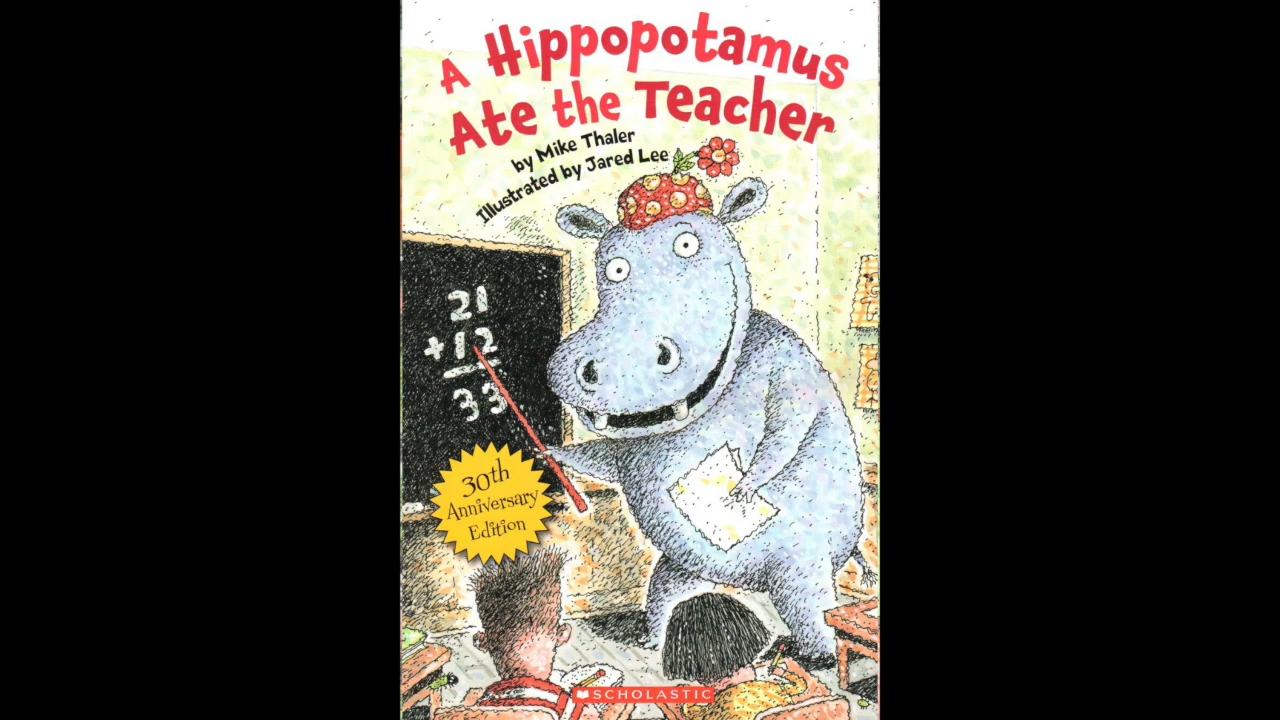 A Hippopotamus
Ate the Teacher
by Mike Thaler
Illustrated by Jared Lee
21
+12
33
30th
Anniversary
Edition
SCHOLASTIC